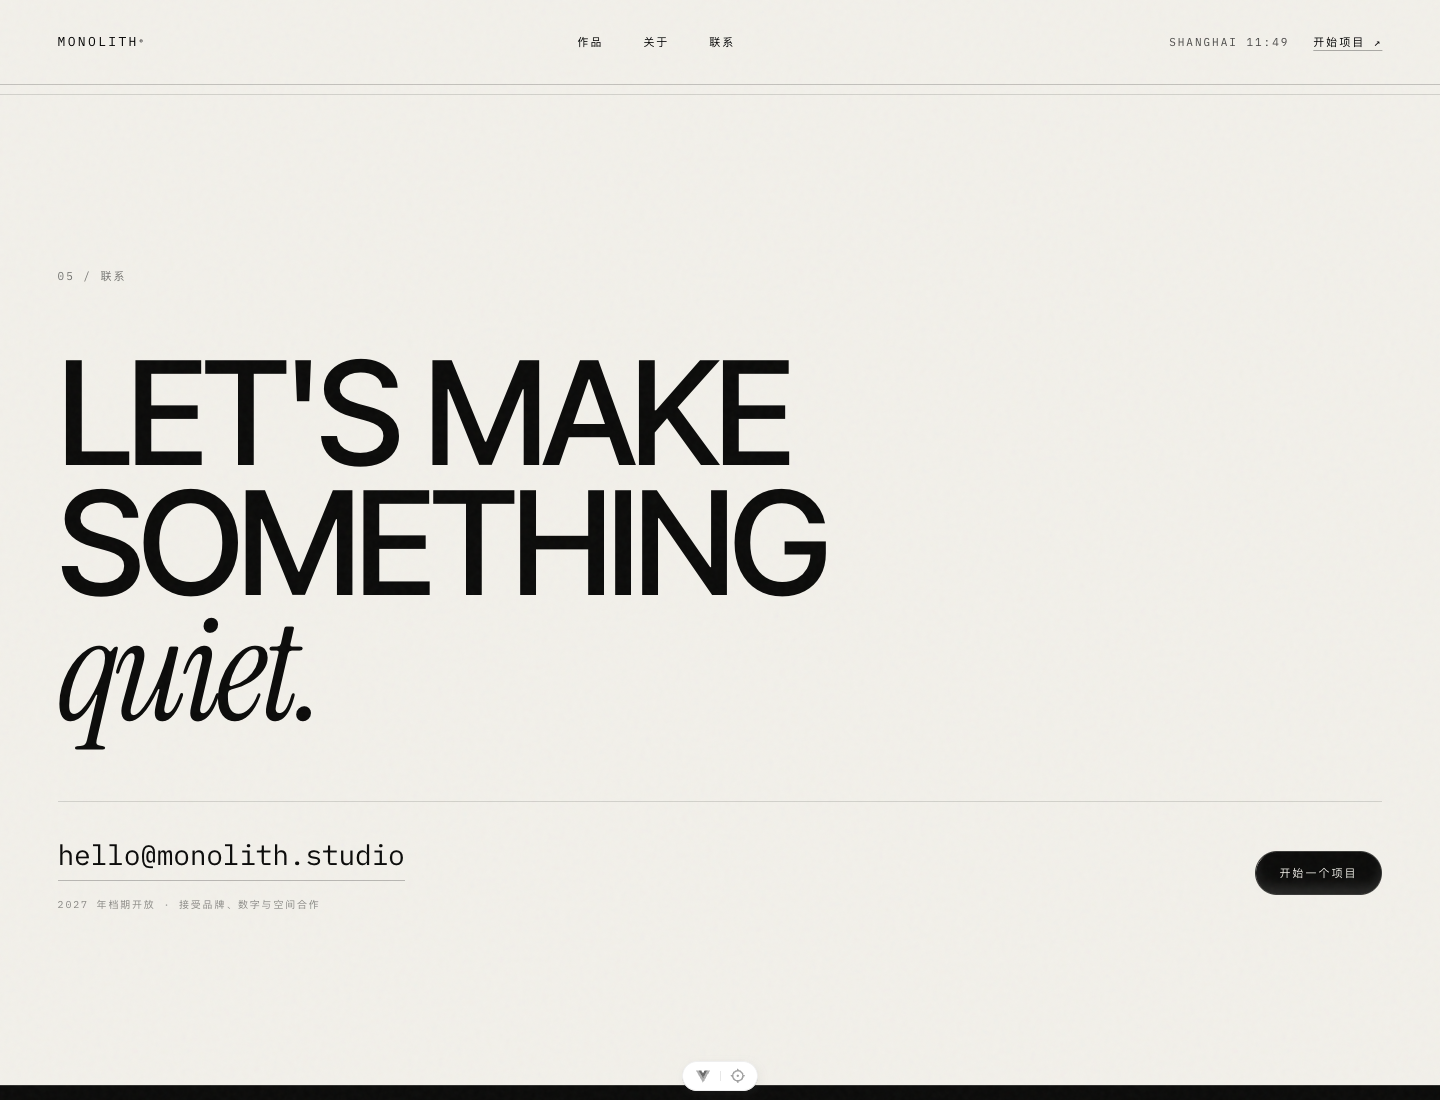 MONOLITH®
作品 关于 联系
SHANGHAI 11:49 开始项目 ↗
05 / 联系
LET'S MAKE
SOMETHING
quiet.
hello@monolith.studio
开始一个项目
2027 年档期开放 · 接受品牌、数字与空间合作